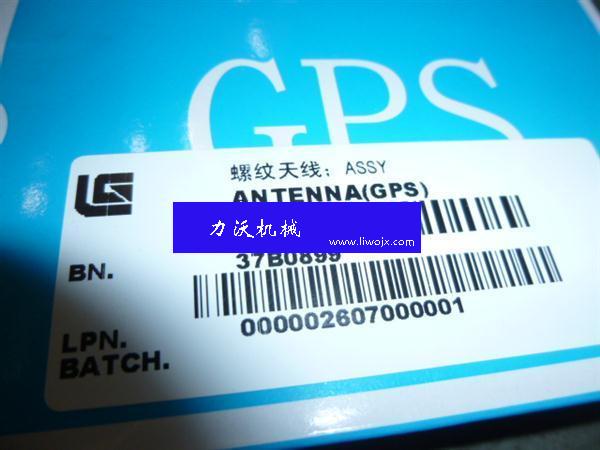 GPS
螺纹天线; ASSY
LG
ANTENNA(GPS)
力沃机械
www.liwojx.com
BN.
37B0899
LPN.
000002607000001
BATCH.